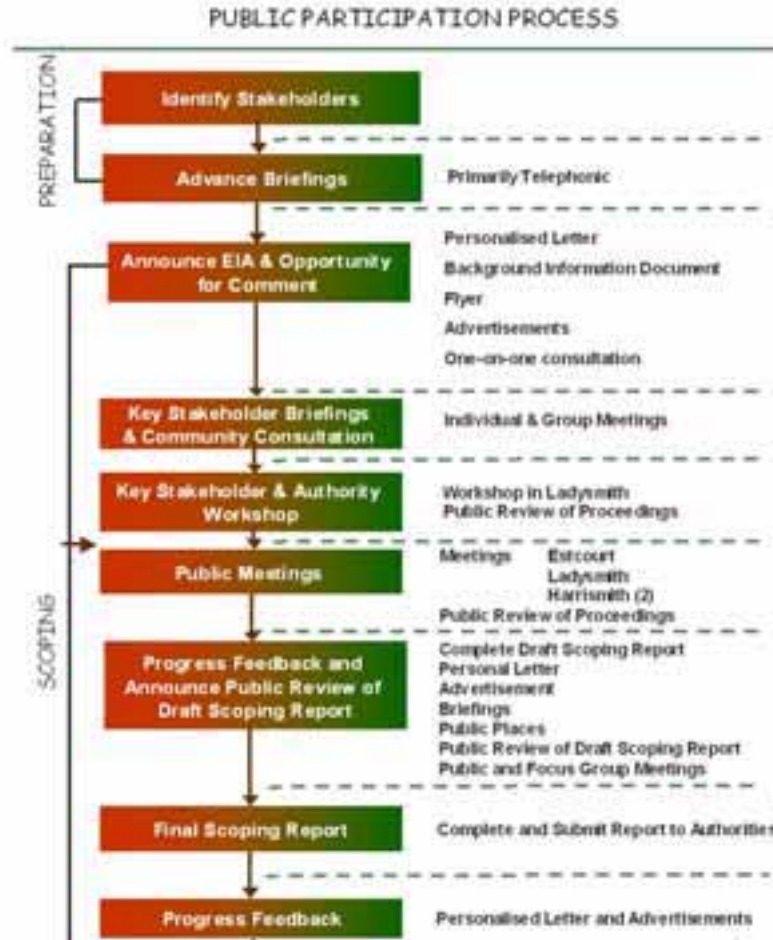 PUBLIC PARTICIPATION PROCESS
PREPARATION
Identify Stakeholders
Advance Briefings
Primarily Telephonic
SCOPING
Announce EIA & Opportunity
for Comment
Personalised Letter
Background Information Document
Flyer
Advertisements
One-on-one consultation
Key Stakeholder Briefings
& Community Consultation
Individual & Group Meetings
Key Stakeholder & Authority
Workshop
Workshop in Ladysmith
Public Review of Proceedings
Public Meetings
Meetings Estcourt
Ladysmith
Harrismith (2)
Public Review of Proceedings
Progress Feedback and
Announce Public Review of
Draft Scoping Report
Complete Draft Scoping Report
Personal Letter
Advertisement
Briefings
Public Places
Public Review of Draft Scoping Report
Public and Focus Group Meetings
Final Scoping Report
Complete and Submit Report to Authorities
Progress Feedback
Personalised Letter and Advertisements